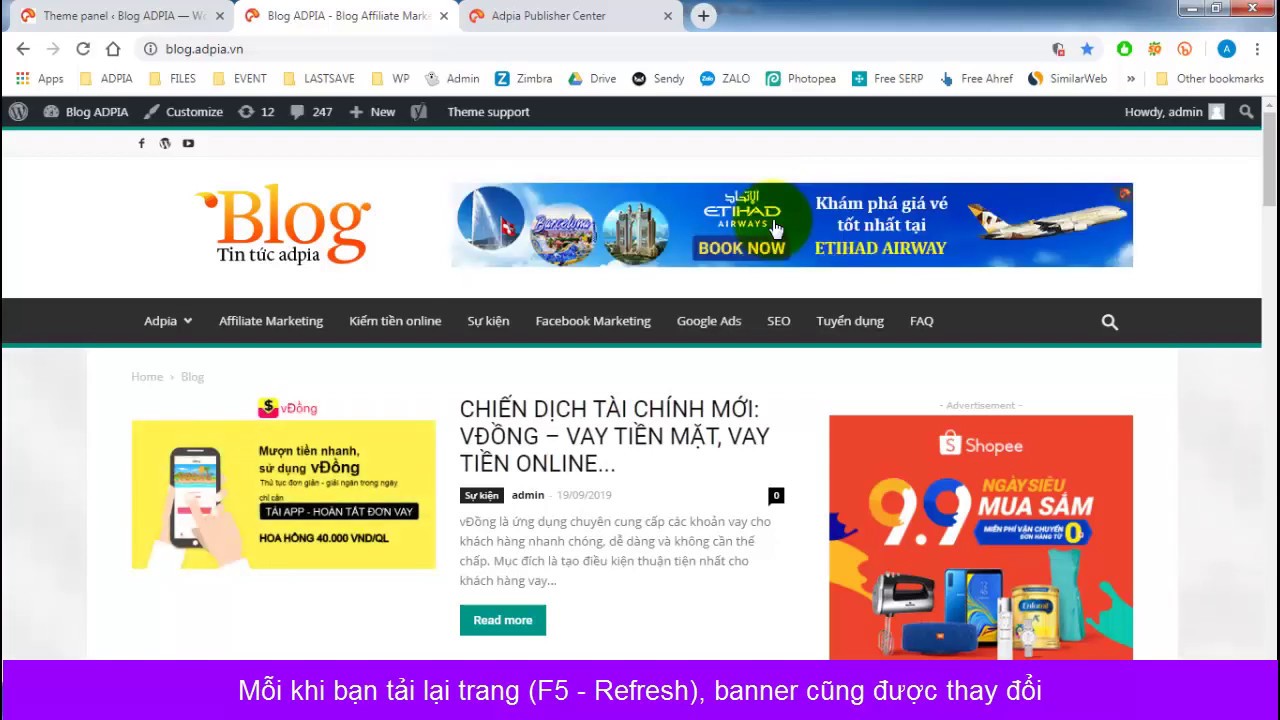 Theme panel ‹ Blog ADPIA — Wo
Blog ADPIA - Blog Affiliate Mark
Adpia Publisher Center
blog.adpia.vn
A
Apps ADPIA FILES EVENT LASTSAVE WP Admin Zimbra Drive Sendy ZALO Photopea Free SERP Free Ahref SimilarWeb » Other bookmarks
Blog ADPIA Customize 12 247 New Theme support Howdy, admin
Blog
Tin tức adpia
Barcelona
الإتحاد
ETIHAD
AIRWAYS
BOOK NOW
Khám phá giá vé
tốt nhất tại
ETIHAD AIRWAY
Adpia Affiliate Marketing Kiếm tiền online Sự kiện Facebook Marketing Google Ads SEO Tuyển dụng FAQ
Home › Blog
$ vĐồng
Mượn tiền nhanh,
sử dụng vĐồng
Thủ tục đơn giản - giải ngân trong ngày
chỉ cần
TẢI APP - HOÀN TẤT ĐƠN VAY
HOA HỒNG 40.000 VNĐ/QL
CHIẾN DỊCH TÀI CHÍNH MỚI:
VĐỒNG – VAY TIỀN MẶT, VAY
TIỀN ONLINE...
Sự kiện admin - 19/09/2019 0
vĐồng là ứng dụng chuyên cung cấp các khoản vay cho
khách hàng nhanh chóng, dễ dàng và không cần thế
chấp. Mục đích là tạo điều kiện thuận tiện nhất cho
khách hàng vay...
Read more
- Advertisement -
Shopee
9.9 NGÀY SIÊU
MUA SẮM
MIỄN PHÍ VẬN CHUYỂN
ĐƠN HÀNG TỪ 0Đ
Enfamil
JBL
Mỗi khi bạn tải lại trang (F5 - Refresh), banner cũng được thay đổi